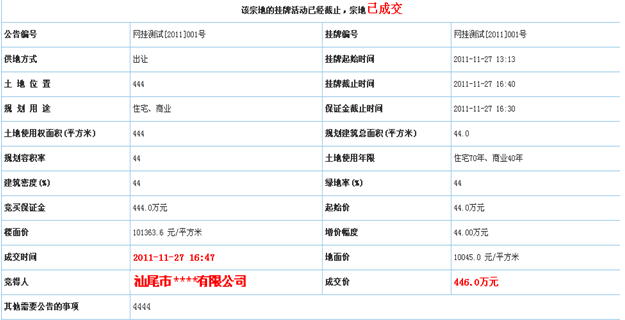 该宗地的挂牌活动已经截止，宗地已成交
公告编号 网挂测试[2011]001号 挂牌编号 网挂测试[2011]001号
供地方式 出让 挂牌起始时间 2011-11-27 13:13
土 地 位 置 444 挂牌截止时间 2011-11-27 16:40
规 划 用 途 住宅、商业 保证金截止时间 2011-11-27 16:30
土地使用权面积(平方米) 444 规划建筑总面积(平方米) 44.0
规划容积率 44 土地使用年限 住宅70年、商业40年
建筑密度(%) 44 绿地率(%) 44
竞买保证金 444.0万元 起始价 44.0万元
楼面价 101363.6 元/平方米 增价幅度 44.00万元
成交时间 2011-11-27 16:47 地面价 10045.0 元/平方米
竞得人 汕尾市****有限公司 成交价 446.0万元
其他需要公告的事项 4444